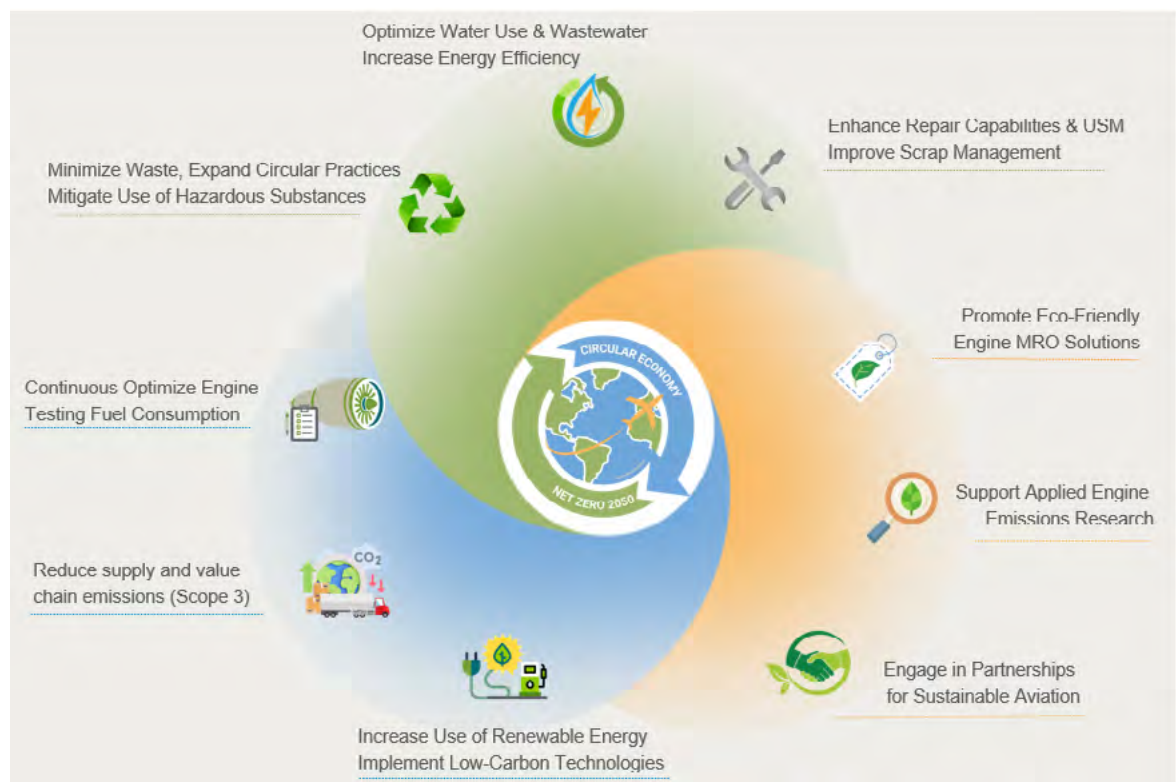 Optimize Water Use & Wastewater
Increase Energy Efficiency
Enhance Repair Capabilities & USM
Improve Scrap Management
Minimize Waste, Expand Circular Practices
Mitigate Use of Hazardous Substances
Promote Eco-Friendly
Engine MRO Solutions
CIRCULAR ECONOMY
NET ZERO 2050
Continuous Optimize Engine
Testing Fuel Consumption
Support Applied Engine
Emissions Research
CO2
Reduce supply and value
chain emissions (Scope 3)
Engage in Partnerships
for Sustainable Aviation
Increase Use of Renewable Energy
Implement Low-Carbon Technologies